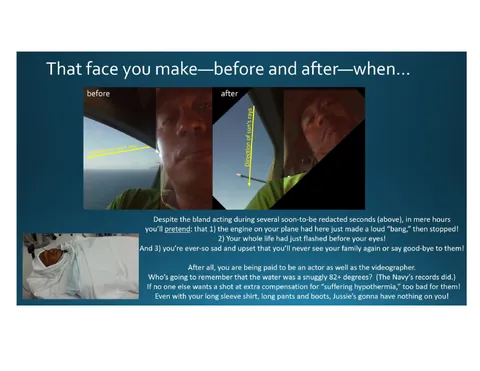 That face you make—before and after—when...
before
after
Direction of sun's rays
Despite the bland acting during several soon-to-be redacted seconds (above), in mere hours
you'll pretend: that 1) the engine on your plane had here just made a loud "bang," then stopped!
2) Your whole life had just flashed before your eyes!
And 3) you're ever-so sad and upset that you'll never see your family again or say good-bye to them!
After all, you are being paid to be an actor as well as the videographer.
Who's going to remember that the water was a snuggly 82+ degrees?  (The Navy's records did.)
If no one else wants a shot at extra compensation for "suffering hypothermia," too bad for them!
Even with your long sleeve shirt, long pants and boots, Jussie's gonna have nothing on you!